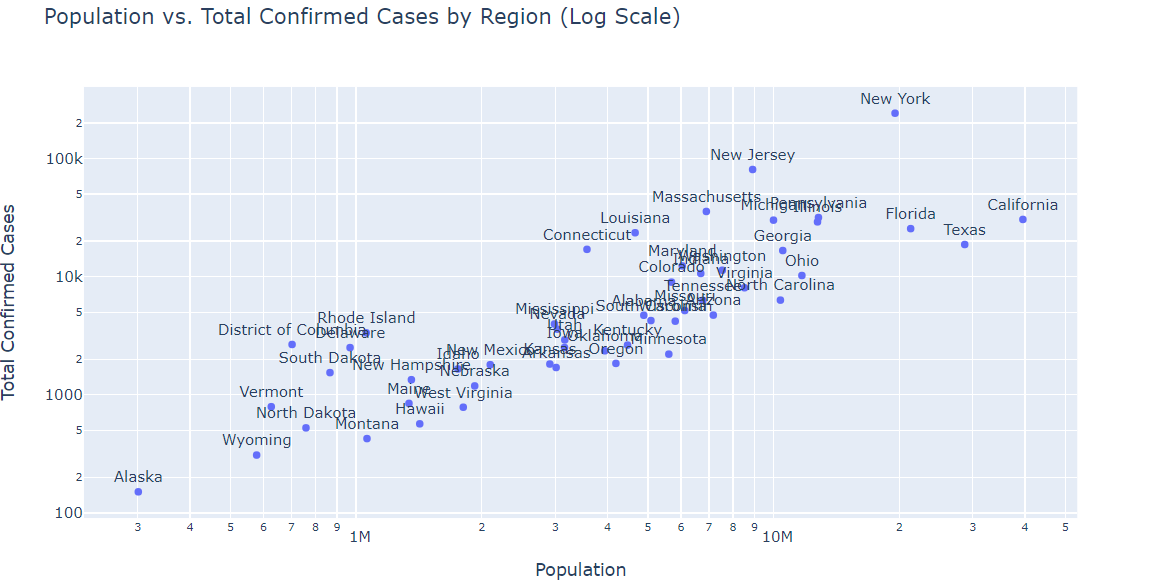 Population vs. Total Confirmed Cases by Region (Log Scale)
New York
2
New Jersey
100k
Massachusetts
5
Michigan
Pennsylvania
Illinois
California
Louisiana
Florida
Connecticut
Texas
Georgia
2
Maryland
Washington
Indiana
Ohio
Colorado
Virginia
10k
Tennessee
North Carolina
Missouri
Arizona
Alabama
South Carolina
Wisconsin
Mississippi
5
Nevada
Rhode Island
Utah
District of Columbia
Delaware
Iowa
Oklahoma
Kentucky
Minnesota
New Mexico
Kansas
Oregon
Idaho
Arkansas
2
South Dakota
New Hampshire
Nebraska
Vermont
Maine
West Virginia
1000
North Dakota
Hawaii
Montana
5
Wyoming
Alaska
2
100
3 4 5 6 7 8 9 2 3 4 5 6 7 8 9 2 3 4 5
1M 10M
Population
Total Confirmed Cases